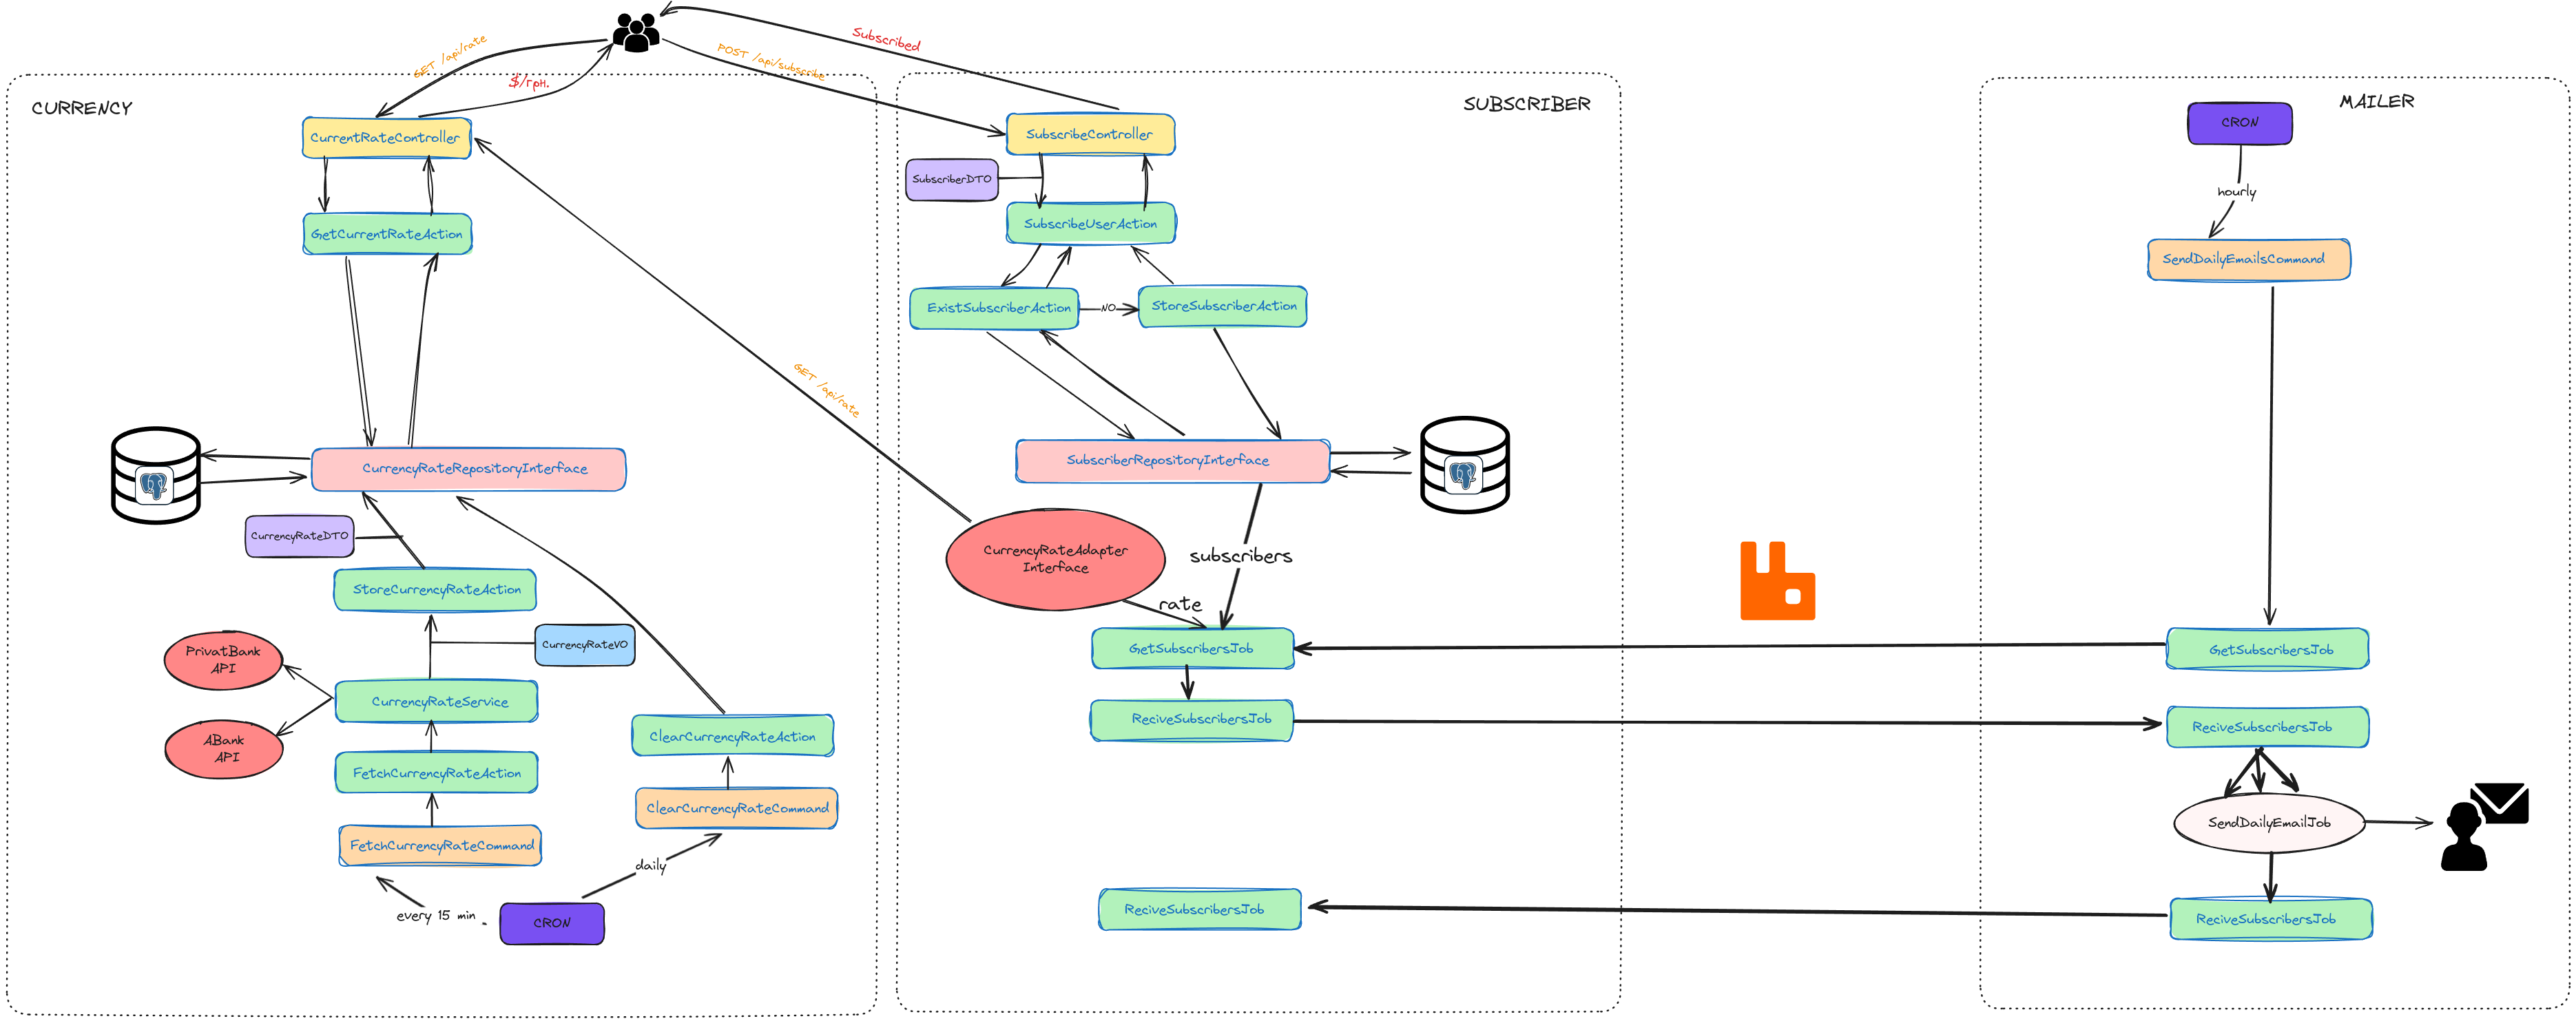 GET /api/rate
$/грн.
POST /api/subscribe
Subscribed
CURRENCY
CurrentRateController
GetCurrentRateAction
CurrencyRateRepositoryInterface
CurrencyRateDTO
StoreCurrencyRateAction
CurrencyRateVO
PrivatBank
API
CurrencyRateService
ABank
API
FetchCurrencyRateAction
FetchCurrencyRateCommand
ClearCurrencyRateAction
ClearCurrencyRateCommand
daily
every 15 min
CRON
GET /api/rate
SUBSCRIBER
SubscribeController
SubscriberDTO
SubscribeUserAction
ExistSubscriberAction
NO
StoreSubscriberAction
SubscriberRepositoryInterface
CurrencyRateAdapter
Interface
subscribers
rate
GetSubscribersJob
ReciveSubscribersJob
ReciveSubscribersJob
MAILER
CRON
hourly
SendDailyEmailsCommand
GetSubscribersJob
ReciveSubscribersJob
SendDailyEmailJob
ReciveSubscribersJob